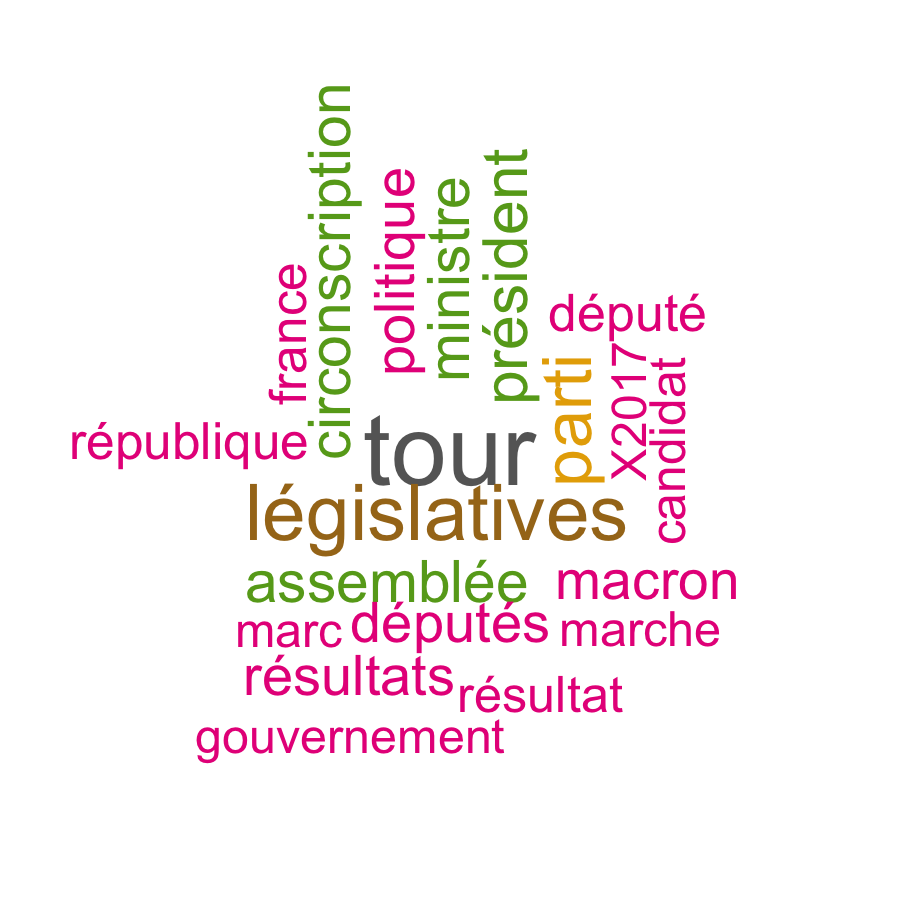 circonscription
politique
ministre
président
france
député
parti
X2017
candidat
république
tour
législatives
assemblée
macron
marc
députés
marche
résultats
résultat
gouvernement